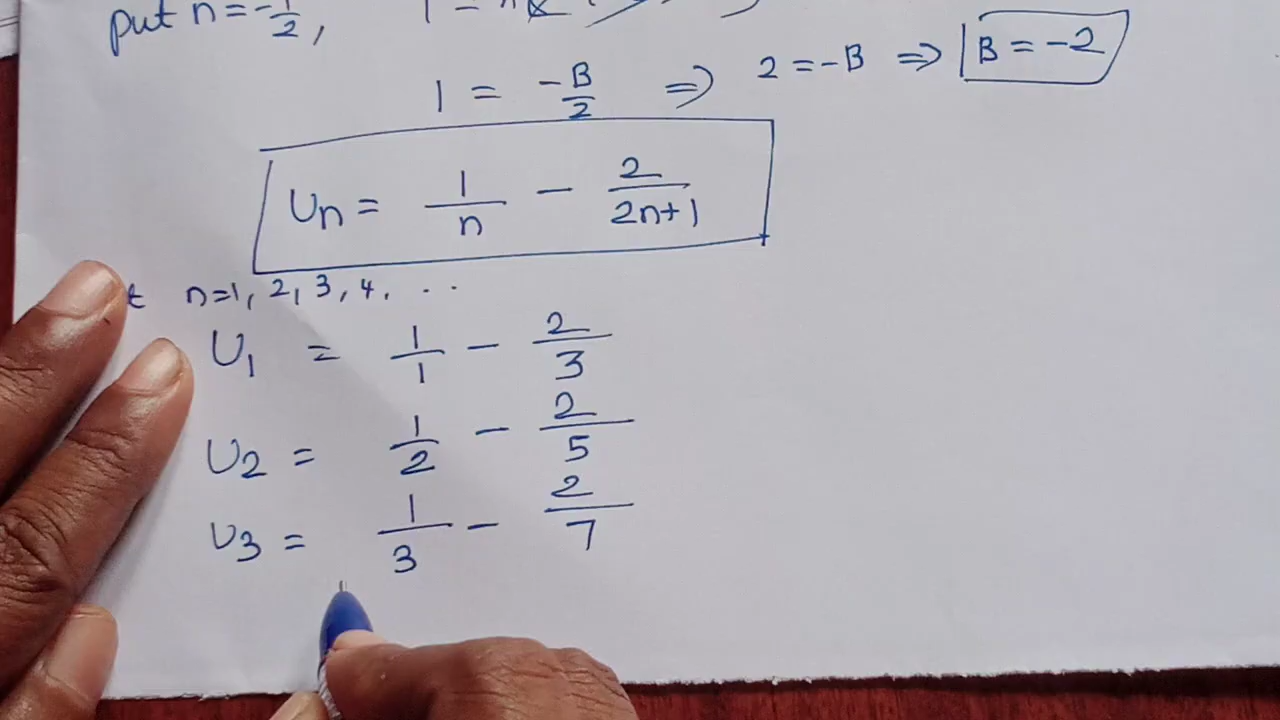 put n = -1/2,
1 = -B/2 ⇒ 2 = -B ⇒ B = -2
Un = 1/n - 2/2n+1
n=1, 2, 3, 4, ..
U1 = 1/1 - 2/3
U2 = 1/2 - 2/5
U3 = 1/3 - 2/7